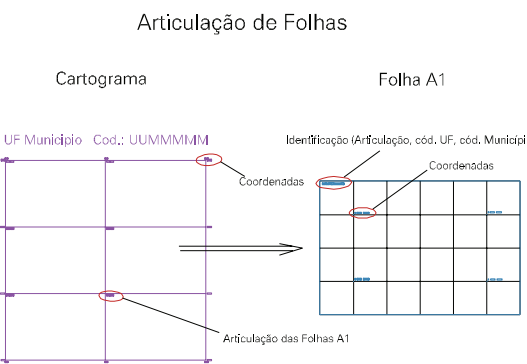 Articulação de Folhas
Cartograma
Folha A1
UF Municipio Cod.: UUMMMMM
Identificação (Articulação, cód. UF, cód. Municípi
Coordenadas
Coordenadas
Articulação das Folhas A1